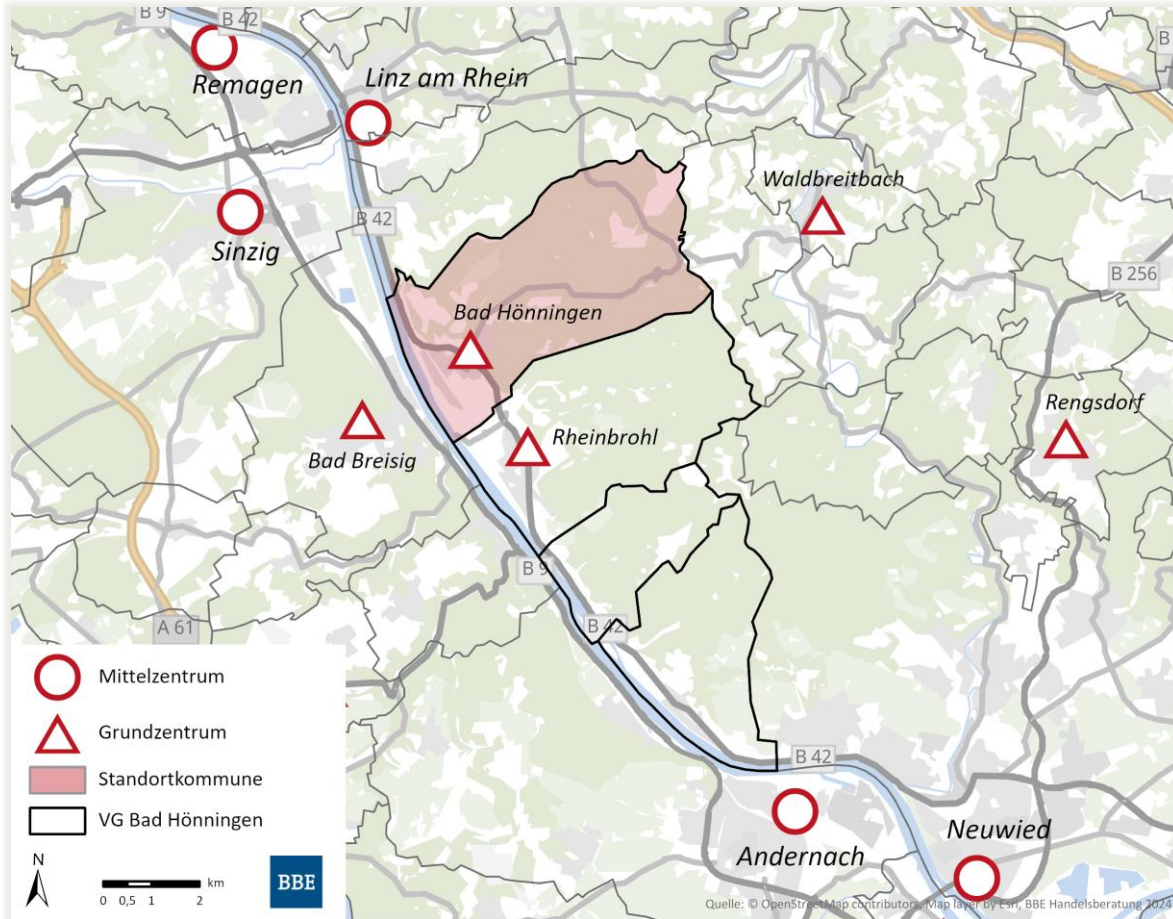 B 9
B 42
B
Remagen
Linz am Rhein
Waldbreitbach
B 42
Sinzig
B 256
Bad Hönningen
Rengsdorf
Rheinbrohl
Bad Breisig
B 9
B 42
A 61
Mittelzentrum
Grundzentrum
Standortkommune
VG Bad Hönningen
B 42
Neuwied
Andernach
N
km
0 0,5 1 2
BBE
Quelle: © OpenStreetMap contributors, Map layer by Esri, BBE Handelsberatung 2024